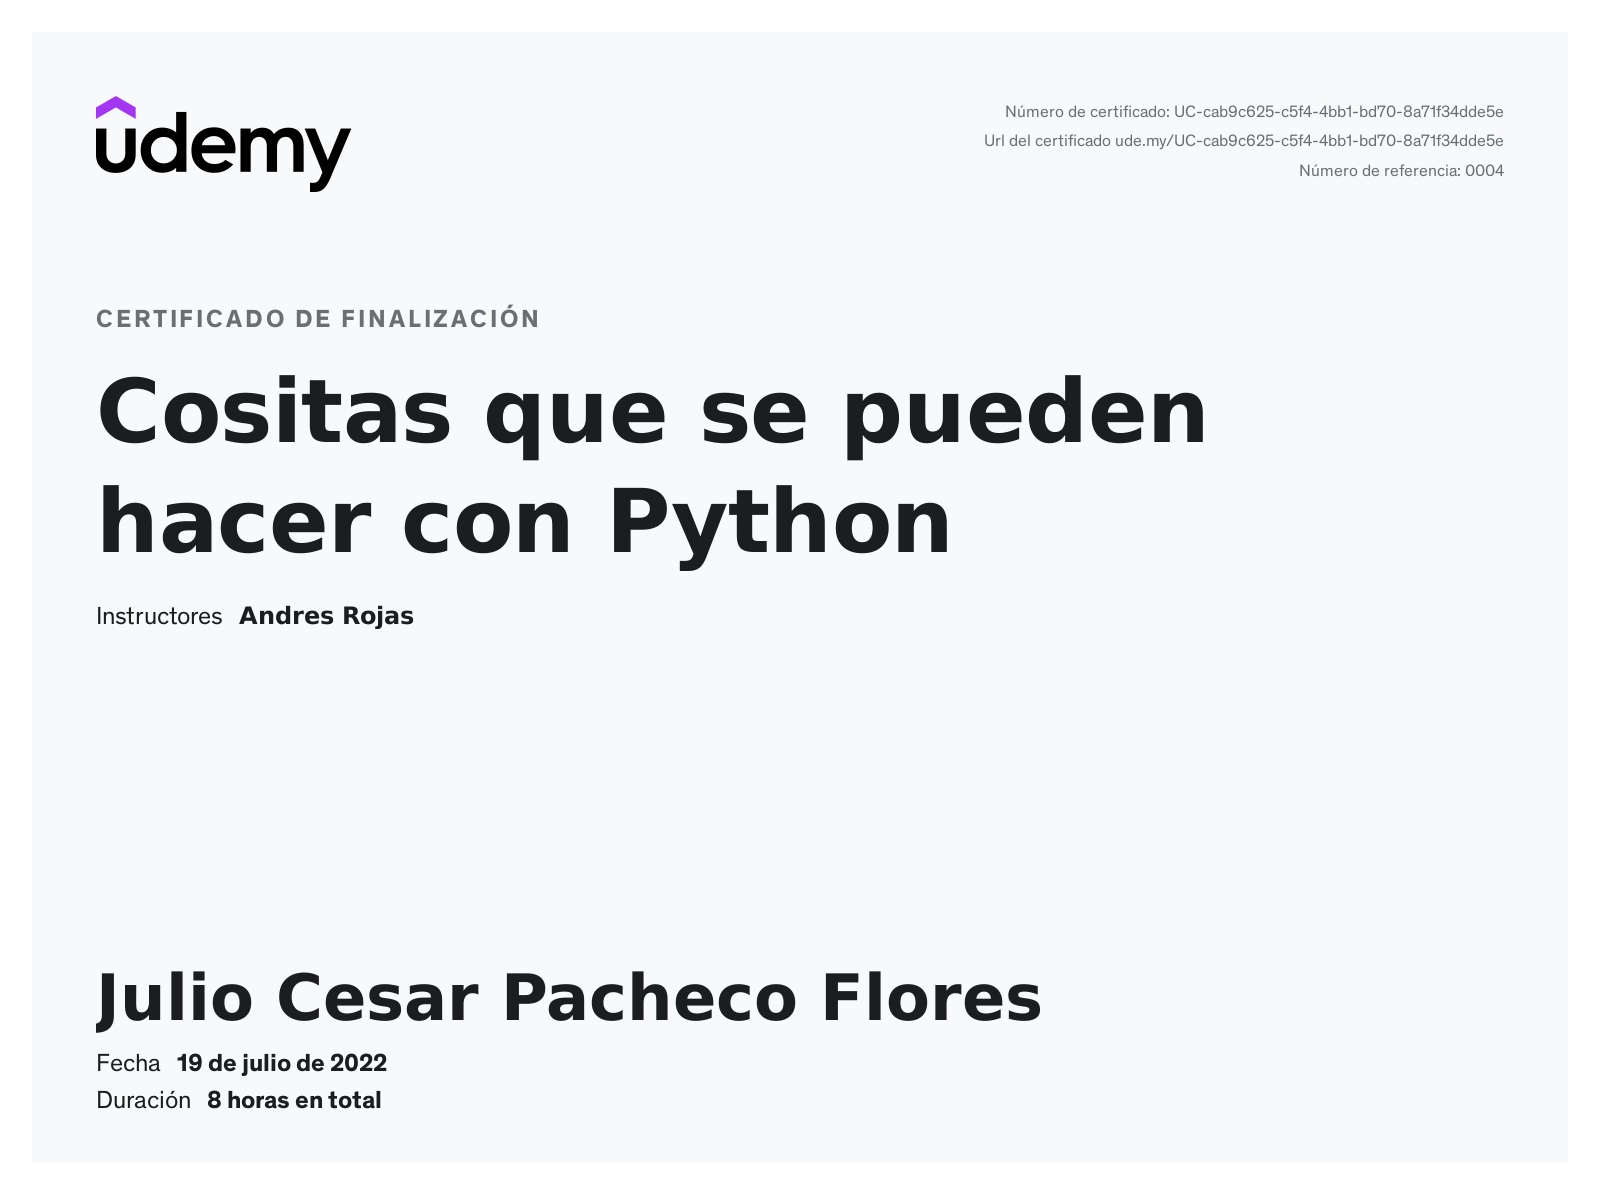 udemy
Número de certificado: UC-cab9c625-c5f4-4bb1-bd70-8a71f34dde5e
Url del certificado ude.my/UC-cab9c625-c5f4-4bb1-bd70-8a71f34dde5e
Número de referencia: 0004
CERTIFICADO DE FINALIZACIÓN
Cositas que se pueden
hacer con Python
Instructores Andres Rojas
Julio Cesar Pacheco Flores
Fecha 19 de julio de 2022
Duración 8 horas en total